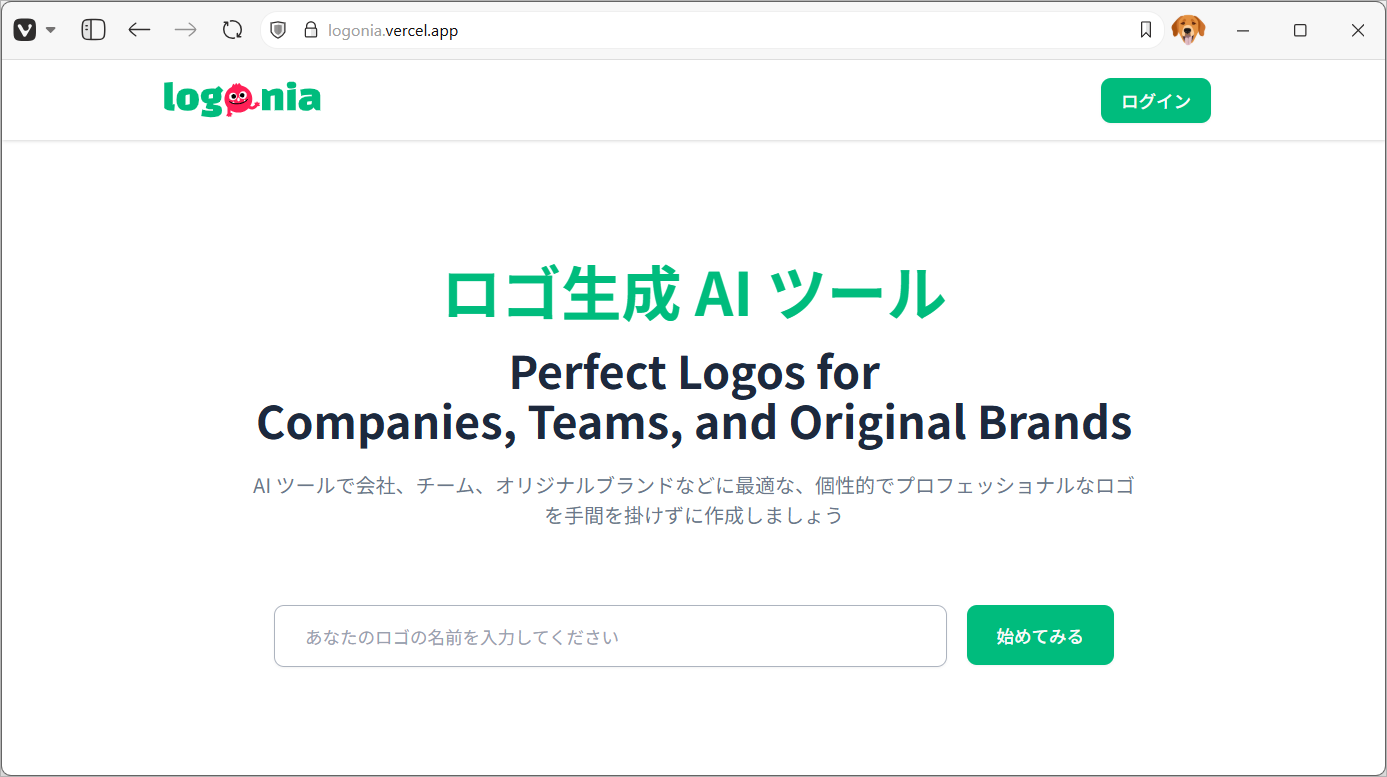 logonia.vercel.app
logonia
ログイン
ロゴ生成 AI ツール
Perfect Logos for
Companies, Teams, and Original Brands
AI ツールで会社、チーム、オリジナルブランドなどに最適な、個性的でプロフェッショナルなロゴ
を手間を掛けずに作成しましょう
あなたのロゴの名前を入力してください
始めてみる